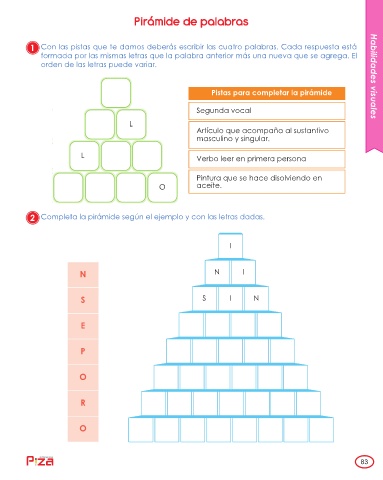 Pirámide de palabras
1 Con las pistas que te damos deberás escribir las cuatro palabras. Cada respuesta está
formada por las mismas letras que la palabra anterior más una nueva que se agrega. El
orden de las letras puede variar.
Habilidades visuales
Pistas para completar la pirámide
Segunda vocal
Artículo que acompaña al sustantivo
masculino y singular.
Verbo leer en primera persona
Pintura que se hace disolviendo en
aceite.
L
L
O
2 Completa la pirámide según el ejemplo y con las letras dadas.
I
N I
S I N
N
S
E
P
O
R
O
Piza
83